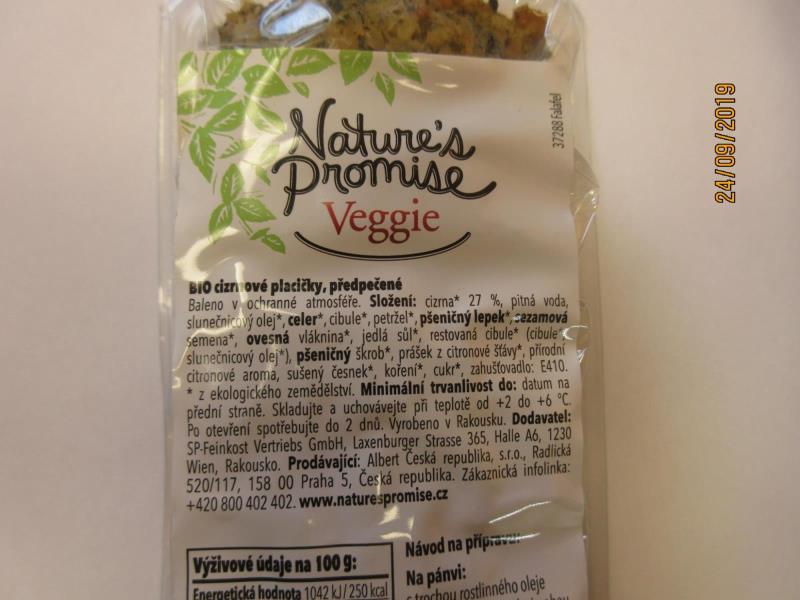 Nature's
Promise
Veggie
37288 Falafel
24/09/2019
BIO cizrnové placičky, předpečené
Baleno v ochranné atmosféře. Složení: cizrna* 27 %, pitná voda,
slunečnicový olej*, celer*, cibule*, petržel*, pšeničný lepek*, sezamová
semena*, ovesná vláknina*, jedlá sůl*, restovaná cibule* (cibule*,
slunečnicový olej*), pšeničný škrob*, prášek z citronové šťávy*, přírodní
citronové aroma, sušený česnek*, koření*, cukr*, zahušťovadlo: E410.
* z ekologického zemědělství. Minimální trvanlivost do: datum na
přední straně. Skladujte a uchovávejte při teplotě od +2 do +6 °C.
Po otevření spotřebujte do 2 dnů. Vyrobeno v Rakousku. Dodavatel:
SP-Feinkost Vertriebs GmbH, Laxenburger Strasse 365, Halle A6, 1230
Wien, Rakousko. Prodávající: Albert Česká republika, s.r.o., Radlická
520/117, 158 00 Praha 5, Česká republika. Zákaznická infolinka:
+420 800 402 402. www.naturespromise.cz
Výživové údaje na 100 g:
Energetická hodnota 1042 kJ/250 kcal
Návod na přípravu:
Na pánvi:
s trochou rostlinného oleje